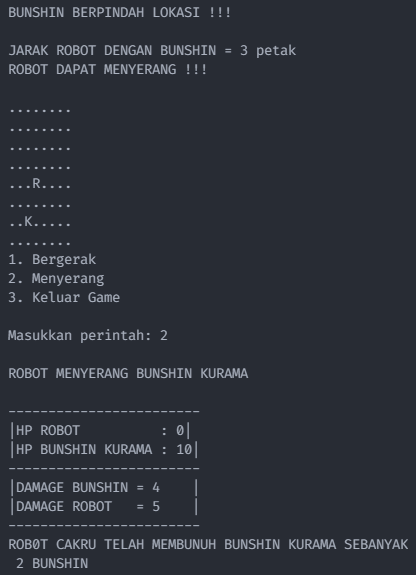 BUNSHIN BERPINDAH LOKASI !!!
JARAK ROBOT DENGAN BUNSHIN = 3 petak
ROBOT DAPAT MENYERANG !!!
........
........
........
........
...R....
........
..K.....
........
1. Bergerak
2. Menyerang
3. Keluar Game
Masukkan perintah: 2
ROBOT MENYERANG BUNSHIN KURAMA
------------------------
|HP ROBOT          : 0|
|HP BUNSHIN KURAMA : 10|
------------------------
|DAMAGE BUNSHIN = 4    |
|DAMAGE ROBOT   = 5    |
------------------------
ROB0T CAKRU TELAH MEMBUNUH BUNSHIN KURAMA SEBANYAK
 2 BUNSHIN